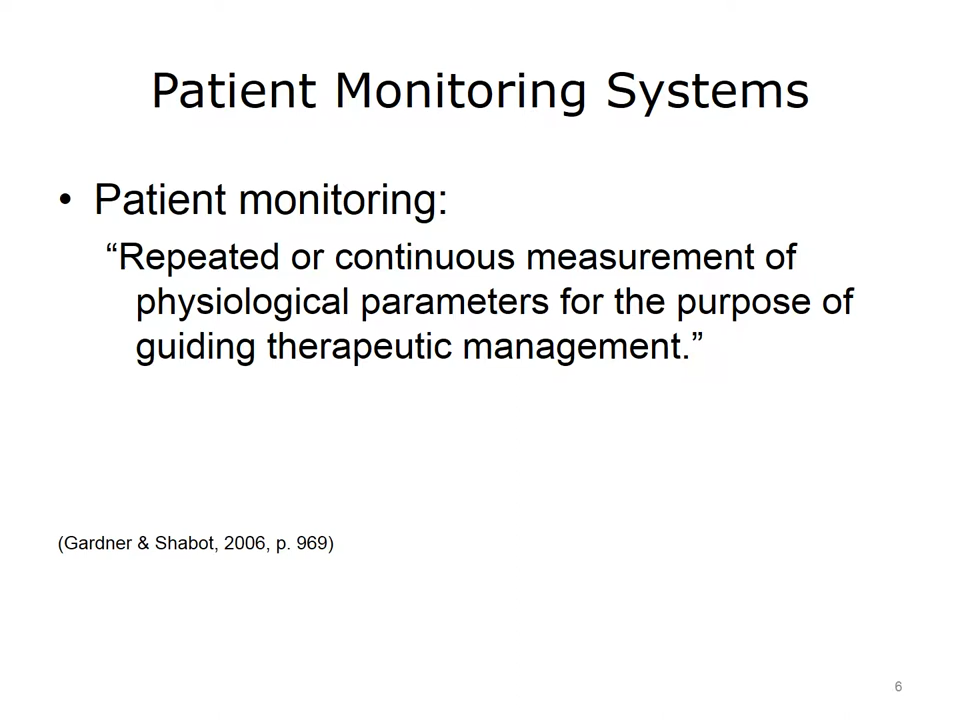 Patient Monitoring Systems
• Patient monitoring:
“Repeated or continuous measurement of
physiological parameters for the purpose of
guiding therapeutic management.”
(Gardner & Shabot, 2006, p. 969)
6